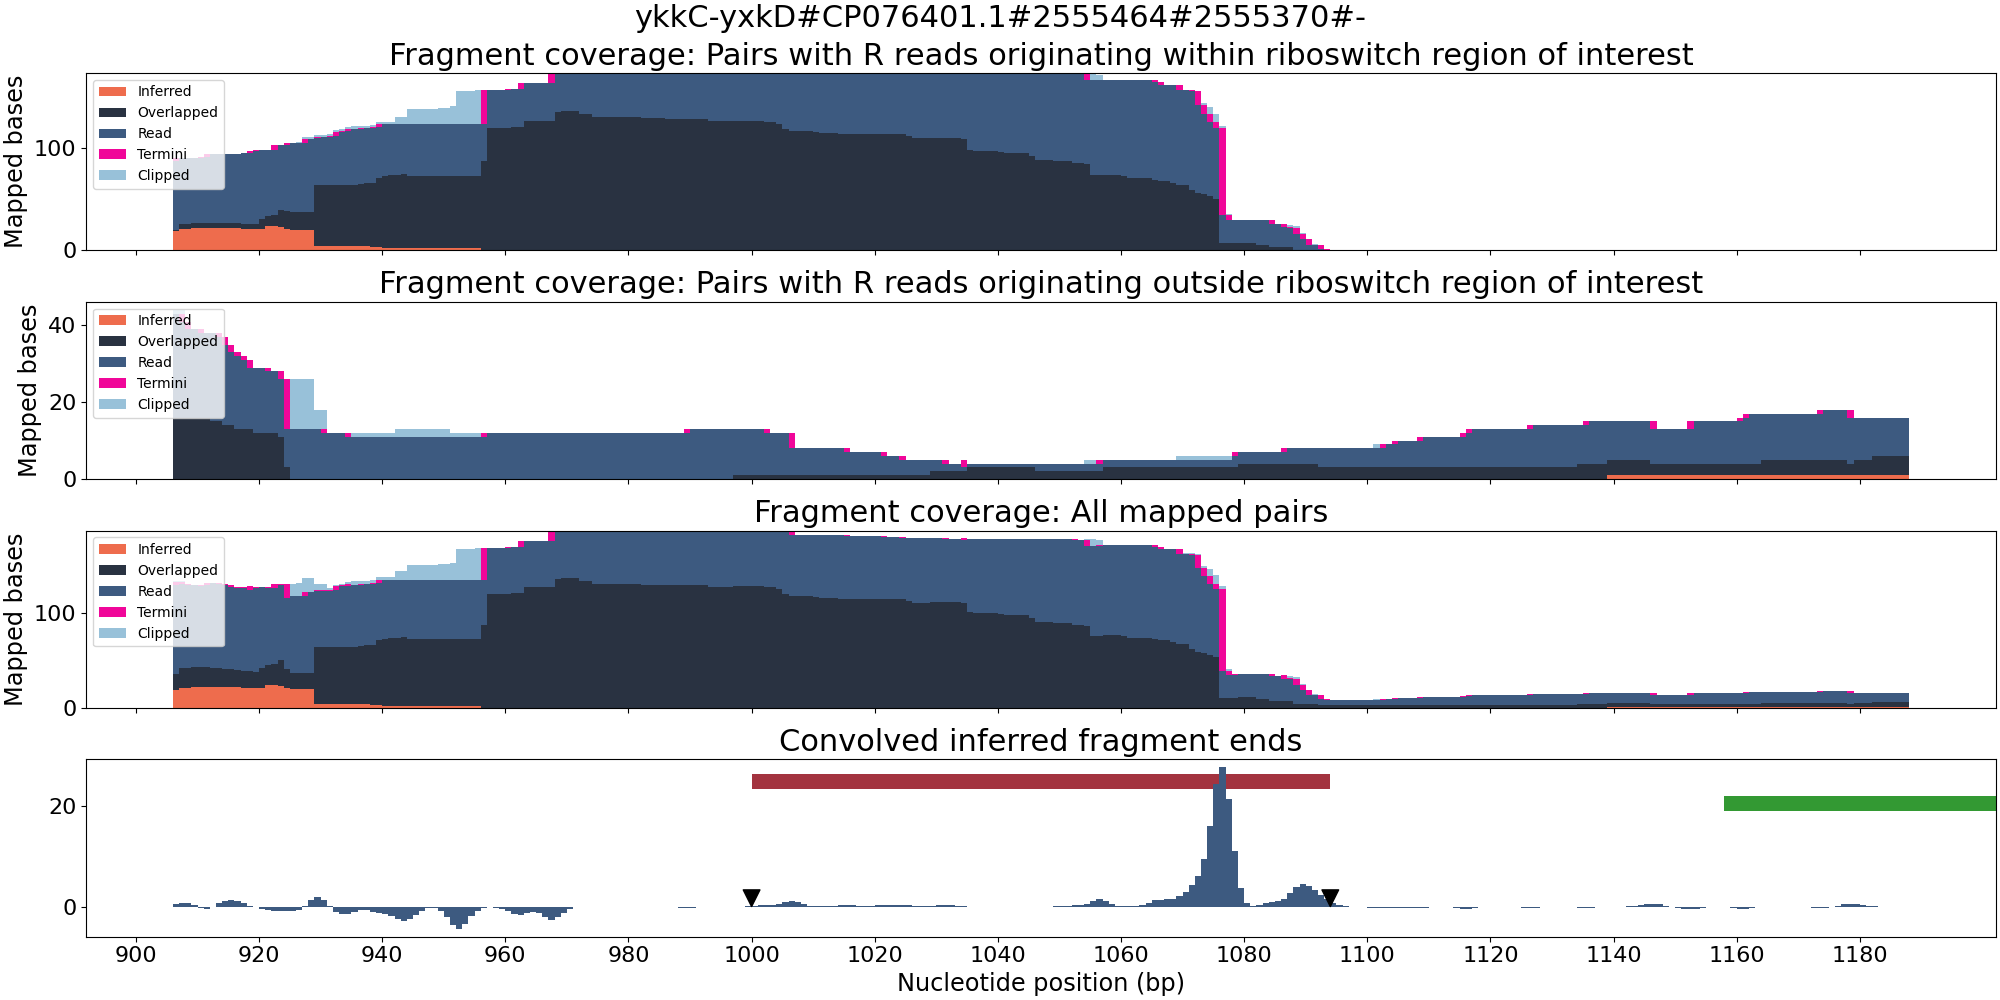 ykkC-yxkD#CP076401.1#2555464#2555370#-
Fragment coverage: Pairs with R reads originating within riboswitch region of interest
Mapped bases
100
0
Inferred
Overlapped
Read
Termini
Clipped
Fragment coverage: Pairs with R reads originating outside riboswitch region of interest
Mapped bases
40
20
0
Inferred
Overlapped
Read
Termini
Clipped
Fragment coverage: All mapped pairs
Mapped bases
100
0
Inferred
Overlapped
Read
Termini
Clipped
Convolved inferred fragment ends
20
0
900 920 940 960 980 1000 1020 1040 1060 1080 1100 1120 1140 1160 1180
Nucleotide position (bp)